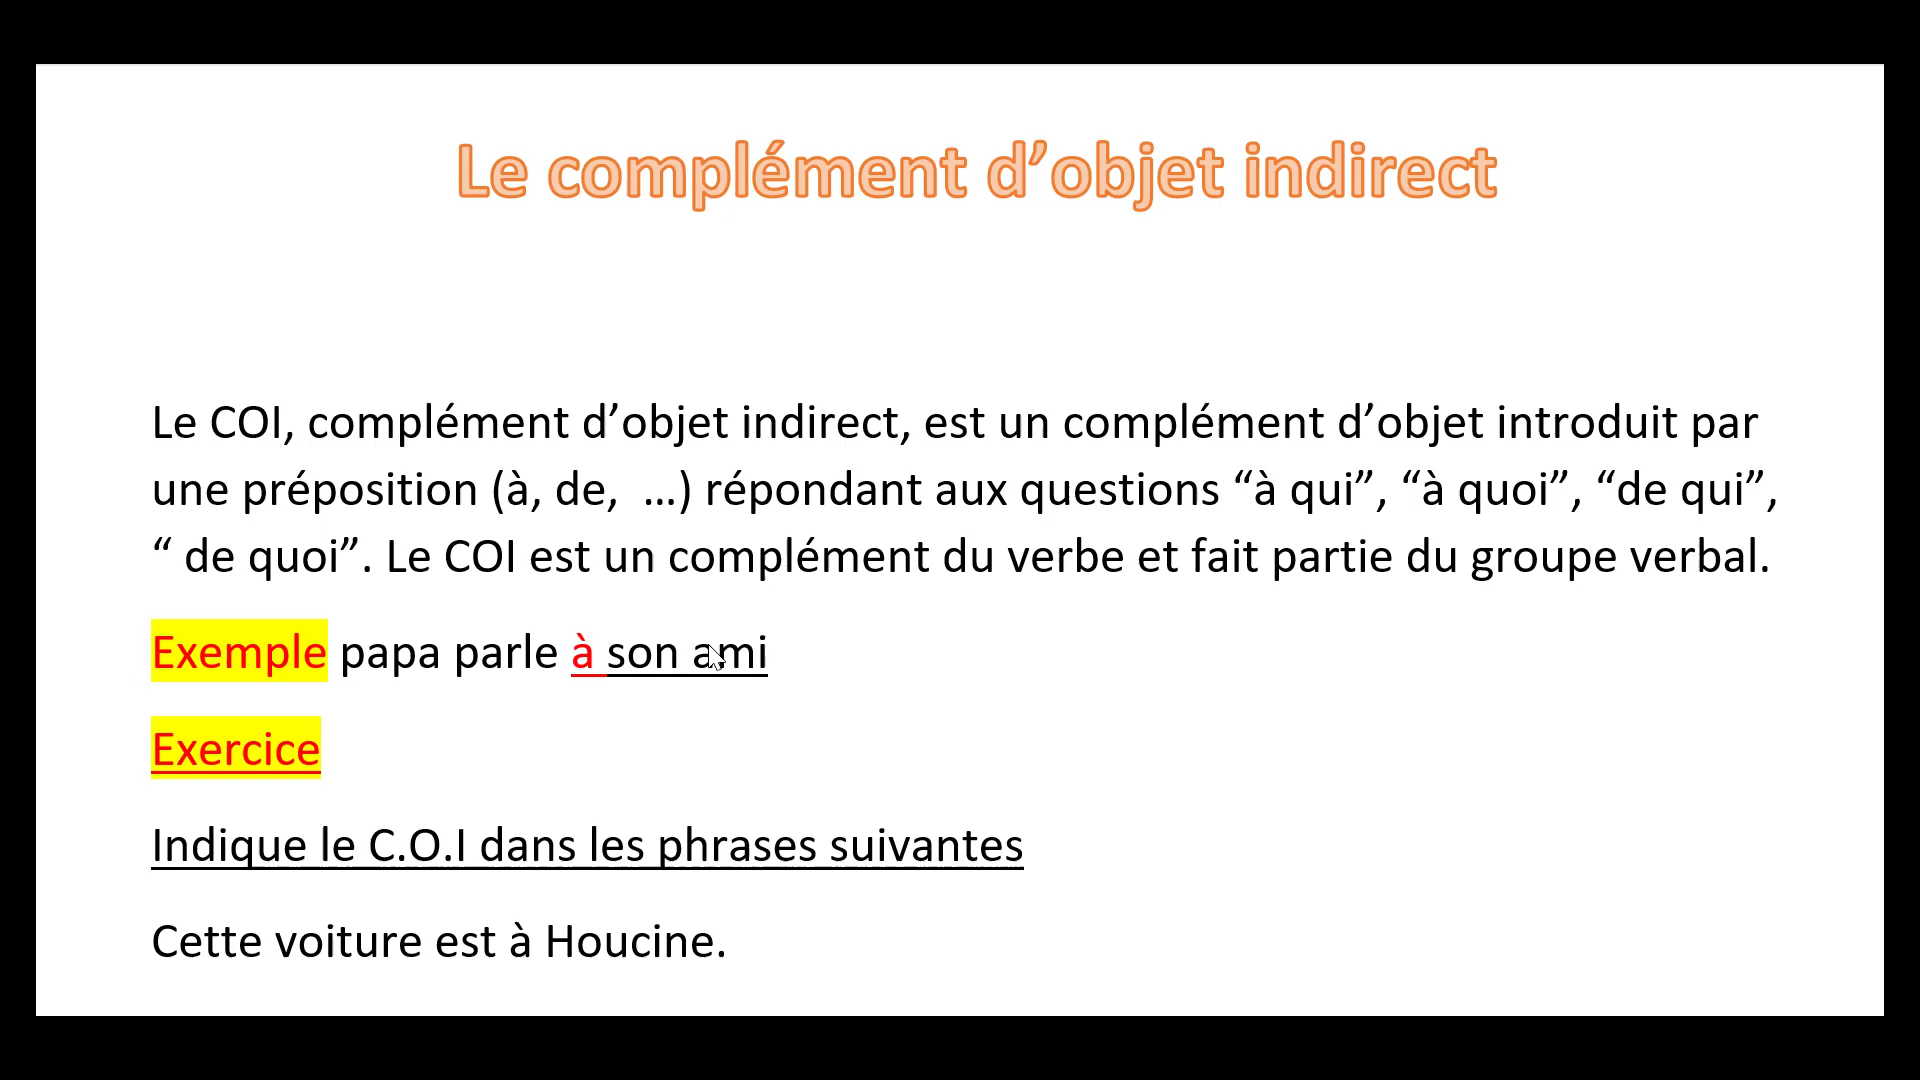 Le complément d’objet indirect
Le COI, complément d’objet indirect, est un complément d’objet introduit par
une préposition (à, de,  …) répondant aux questions “à qui”, “à quoi”, “de qui”,
“ de quoi”. Le COI est un complément du verbe et fait partie du groupe verbal.
Exemple papa parle à son ami
Exercice
Indique le C.O.I dans les phrases suivantes
Cette voiture est à Houcine.